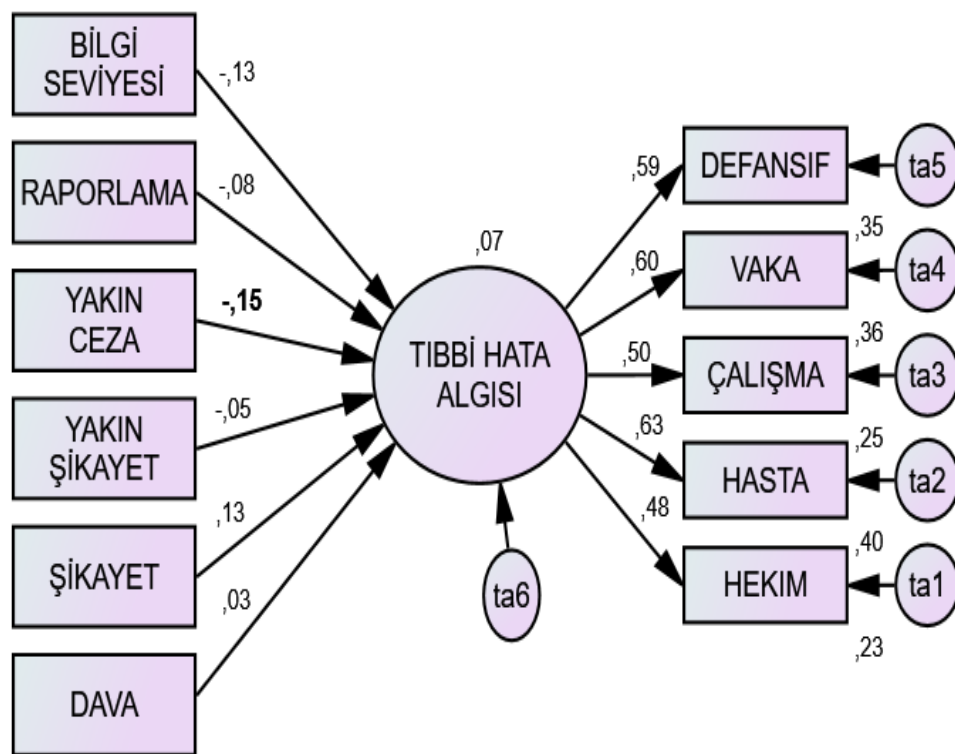 BİLGİ
SEVİYESİ
RAPORLAMA
YAKIN
CEZA
YAKIN
ŞİKAYET
ŞİKAYET
DAVA
-,13
-,08
-,15
-,05
,13
,03
,07
TIBBİ HATA
ALGISI
ta6
,59
,60
,50
,63
,48
DEFANSIF
,35
VAKA
,36
ÇALIŞMA
,25
HASTA
,40
HEKIM
,23
ta5
ta4
ta3
ta2
ta1